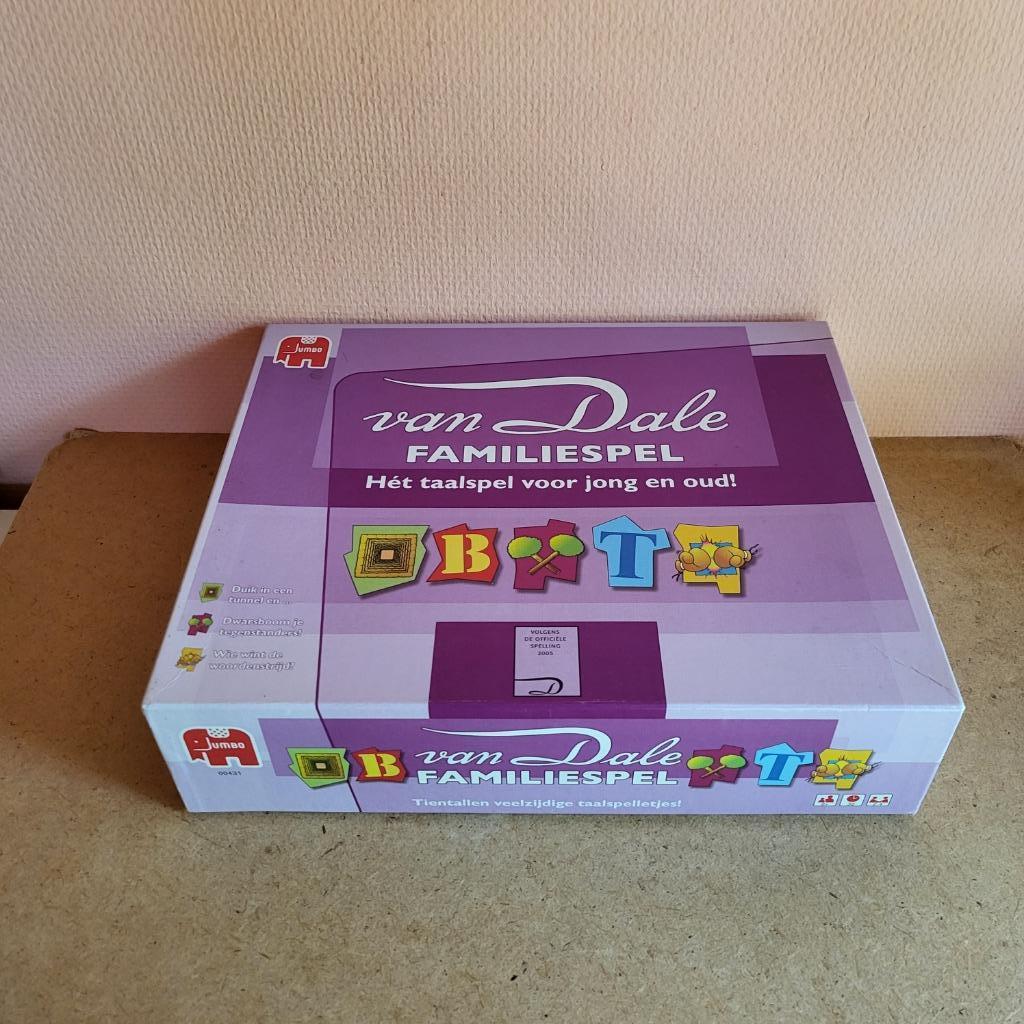 Jumbo
van Dale
FAMILIESPEL
Hét taalspel voor jong en oud!
B T
Duik in een
tunnel en ...
Dwarsboom je
tegenstanders!
Wie wint de
woordenstrijd!
VOLGENS
DE OFFICIËLE
SPELLING
2005
D
Jumbo
00431
B
van Dale
FAMILIESPEL
T
Tientallen veelzijdige taalspelletjes!